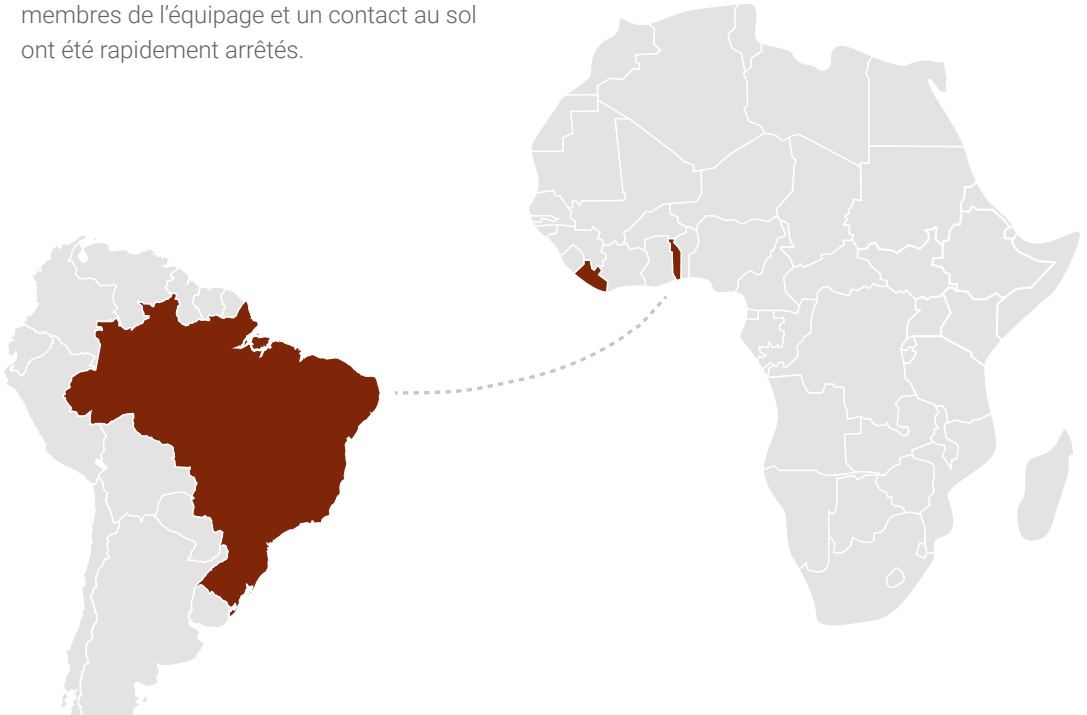 membres de l’équipage et un contact au sol
ont été rapidement arrêtés.